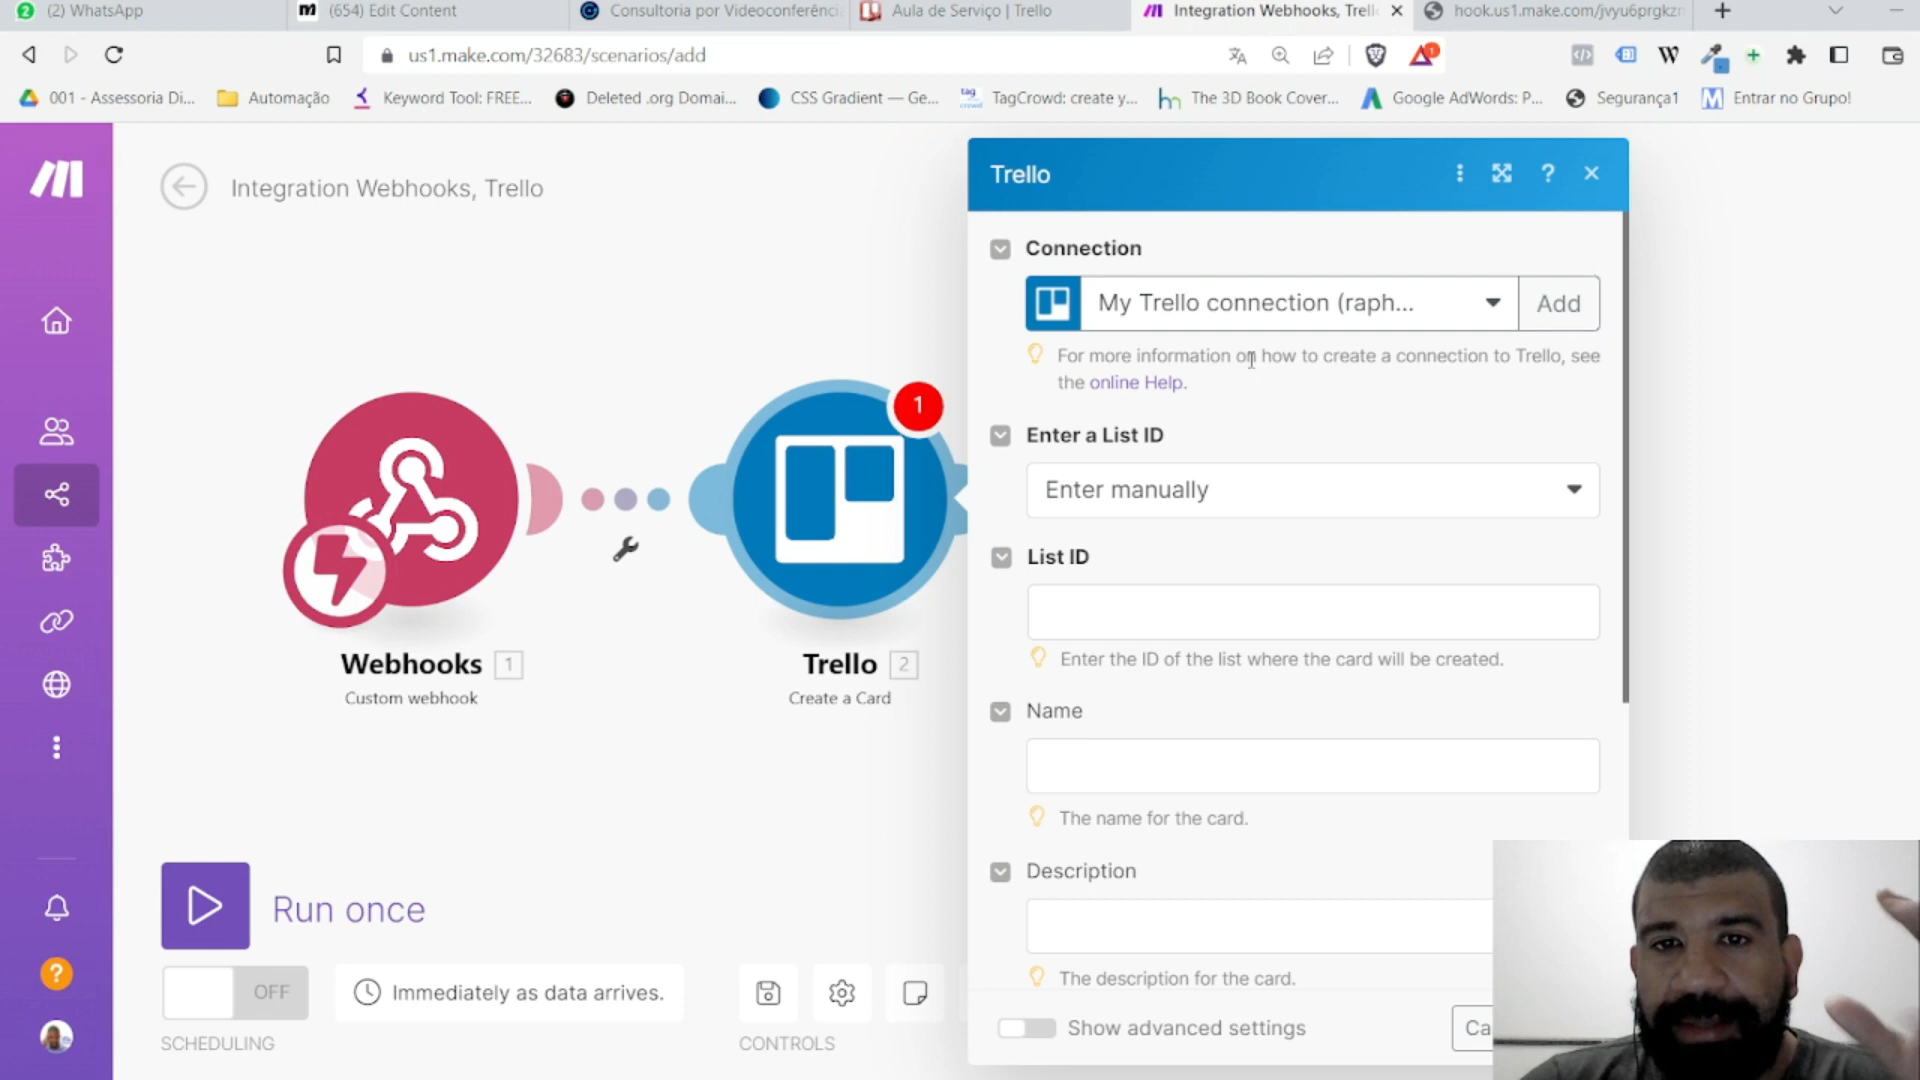 (2) WhatsApp
(654) Edit Content
Consultoria por Videoconferência
Aula de Serviço | Trello
Integration Webhooks, Trell
hook.us1.make.com/jvyu6prgkzn
us1.make.com/32683/scenarios/add
001 - Assessoria Di...
Automação
Keyword Tool: FREE...
Deleted .org Domai...
CSS Gradient — Ge...
TagCrowd: create y...
The 3D Book Cover...
Google AdWords: P...
Segurança1
Entrar no Grupo!
Integration Webhooks, Trello
Trello
Connection
My Trello connection (raph...
Add
For more information on how to create a connection to Trello, see
the online Help.
1
Enter a List ID
Enter manually
List ID
Enter the ID of the list where the card will be created.
Webhooks 1
Custom webhook
Trello 2
Create a Card
Name
The name for the card.
Description
The description for the card.
Run once
OFF
Immediately as data arrives.
SCHEDULING
CONTROLS
Show advanced settings
Ca